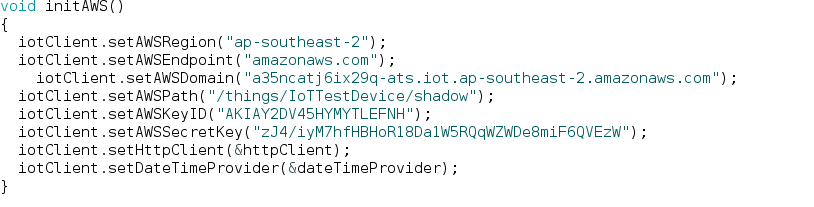 void initAWS()
{
  iotClient.setAWSRegion("ap-southeast-2");
  iotClient.setAWSEndpoint("amazonaws.com");
    iotClient.setAWSDomain("a35ncatj6ix29q-ats.iot.ap-southeast-2.amazonaws.com");
  iotClient.setAWSPath("/things/IoTTestDevice/shadow");
  iotClient.setAWSKeyID("AKIAY2DV45HYMYTLEFNH");
  iotClient.setAWSSecretKey("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");
  iotClient.setHttpClient(&httpClient);
  iotClient.setDateTimeProvider(&dateTimeProvider);
}